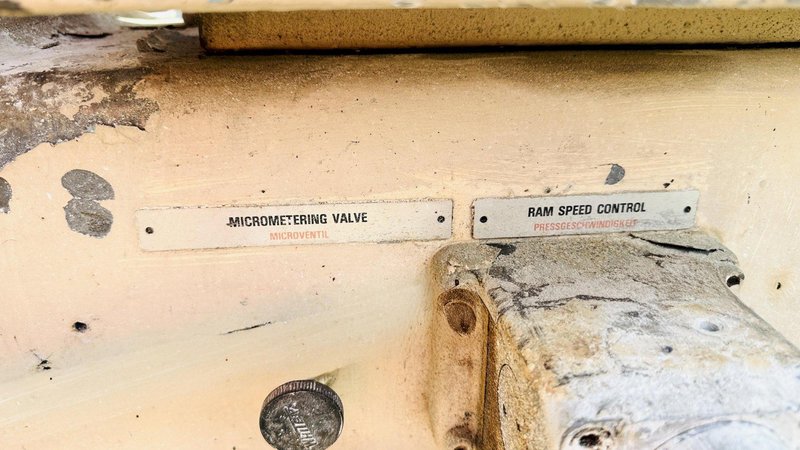 MICROMETERING VALVE
MICROVENTIL
RAM SPEED CONTROL
PRESSGESCHWINDIGKEIT